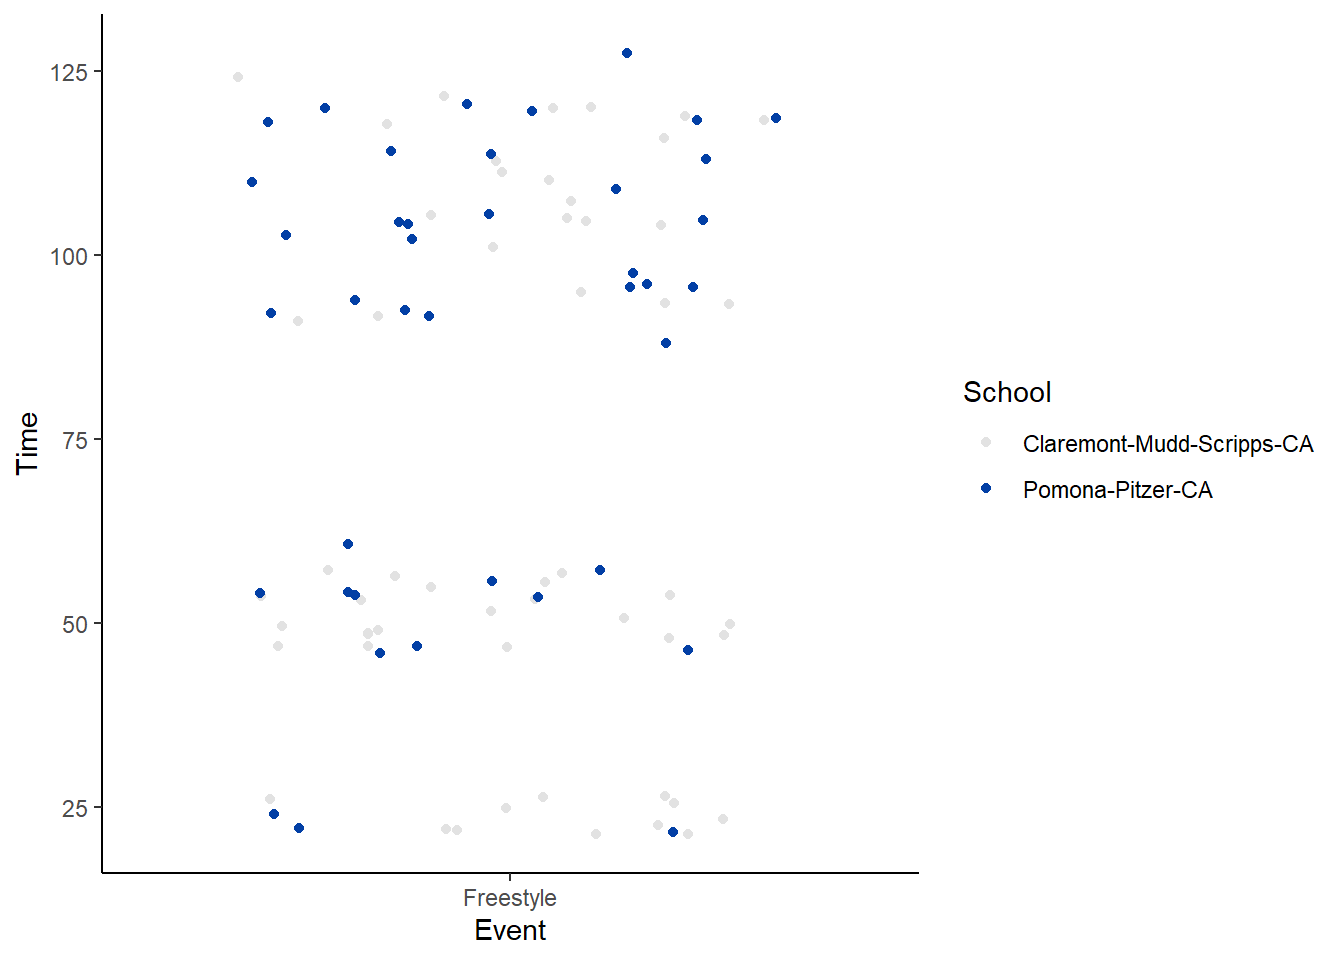 125
100
75
50
25
Time
Freestyle
Event
School
Claremont-Mudd-Scripps-CA
Pomona-Pitzer-CA